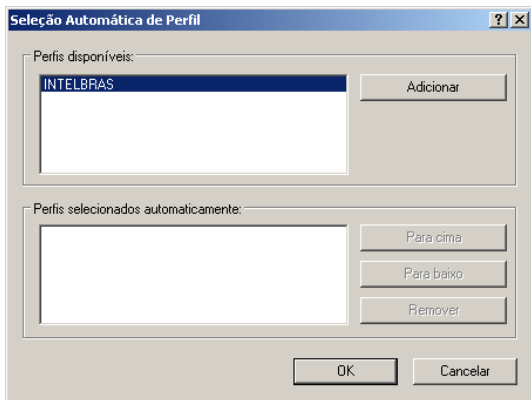 Seleção Automática de Perfil
Perfis disponíveis:
INTELBRAS
Adicionar
Perfis selecionados automaticamente:
Para cima
Para baixo
Remover
OK
Cancelar